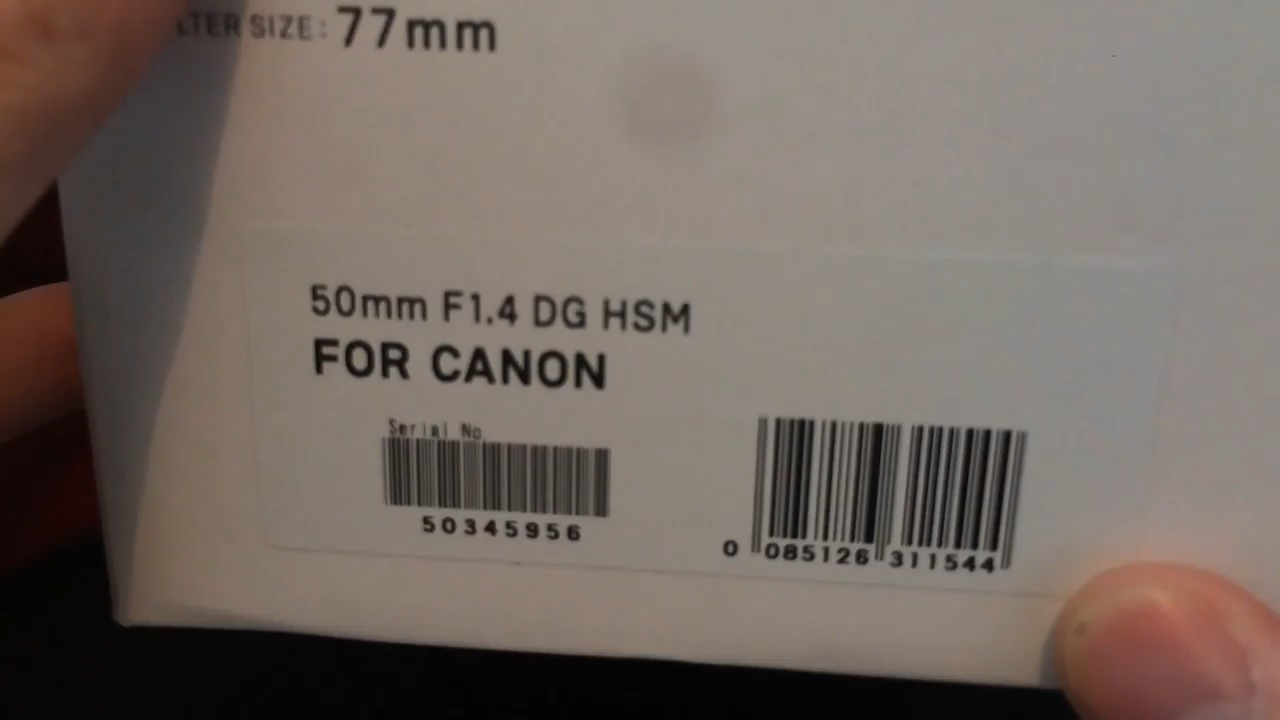 LTER SIZE: 77mm
50mm F1.4 DG HSM
FOR CANON
Serial No
50345956
0 085126 311544